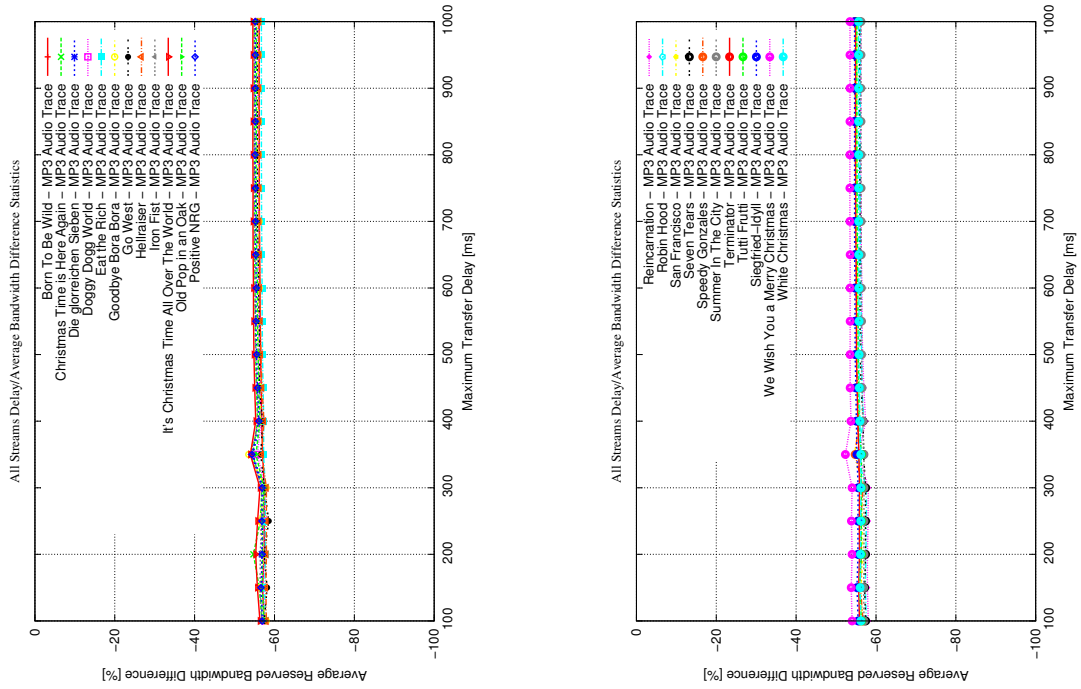 All Streams Delay/Average Bandwidth Difference Statistics
0
-20
-40
-60
-80
-100
Average Reserved Bandwidth Difference [%]
100
200
300
400
500
600
700
800
900
1000
Maximum Transfer Delay [ms]
Born To Be Wild – MP3 Audio Trace
Christmas Time is Here Again – MP3 Audio Trace
Die glorreichen Sieben – MP3 Audio Trace
Doggy Dogg World – MP3 Audio Trace
Eat the Rich – MP3 Audio Trace
Goodbye Bora Bora – MP3 Audio Trace
Go West – MP3 Audio Trace
Hellraiser – MP3 Audio Trace
Iron Fist – MP3 Audio Trace
It's Christmas Time All Over The World – MP3 Audio Trace
Old Pop in an Oak – MP3 Audio Trace
Positive NRG – MP3 Audio Trace
All Streams Delay/Average Bandwidth Difference Statistics
0
-20
-40
-60
-80
-100
Average Reserved Bandwidth Difference [%]
100
200
300
400
500
600
700
800
900
1000
Maximum Transfer Delay [ms]
Reincarnation – MP3 Audio Trace
Robin Hood – MP3 Audio Trace
San Francisco – MP3 Audio Trace
Seven Tears – MP3 Audio Trace
Speedy Gonzales – MP3 Audio Trace
Summer In The City – MP3 Audio Trace
Terminator – MP3 Audio Trace
Tutti Frutti – MP3 Audio Trace
Siegfried–Idyll – MP3 Audio Trace
We Wish You a Merry Christmas – MP3 Audio Trace
White Christmas – MP3 Audio Trace